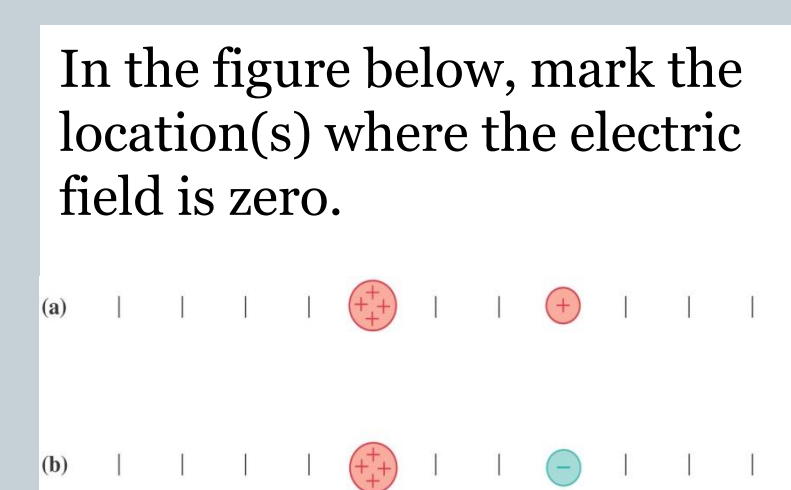 In the figure below, mark the
location(s) where the electric
field is zero.
(a) | | | | + + + + | | + | | |
(b) | | | | + + + + | | − | | |